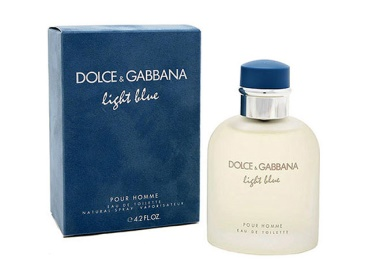 DOLCE & GABBANA
light blue
POUR HOMME
EAU DE TOILETTE
NATURAL SPRAY VAPORISATEUR
℮ 4.2 FL.OZ.
DOLCE & GABBANA
light blue
POUR HOMME
EAU DE TOILETTE